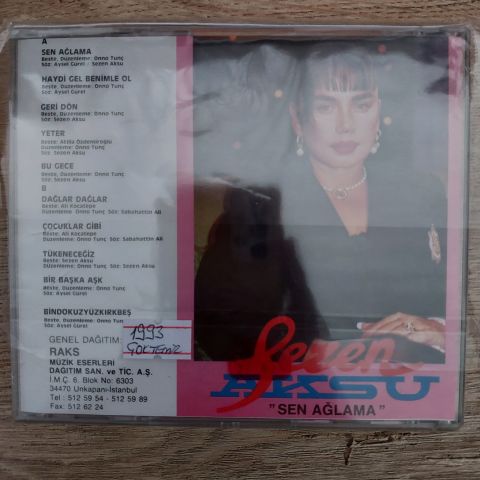 A
SEN AĞLAMA
Beste, Düzenleme: Onno Tunç
Söz: Aysel Gürel / Sezen Aksu
HAYDİ GEL BENİMLE OL
Beste, Düzenleme: Onno Tunç
Söz: Aysel Gürel
GERİ DÖN
Beste, Düzenleme: Onno Tunç
Söz: Sezen Aksu
YETER
Beste: Atilla Özdemiroğlu
Düzenleme: Onno Tunç
Söz: Sezen Aksu
BU GECE
Beste, Düzenleme: Onno Tunç
Söz: Aysel Gürel
B
DAĞLAR DAĞLAR
Beste: Ali Kocatepe
Düzenleme: Onno Tunç Söz: Sabahattin Ali
ÇOCUKLAR GİBİ
Beste: Ali Kocatepe
Düzenleme: Onno Tunç Söz: Sabahattin Ali
TÜKENECEĞİZ
Beste: Sezen Aksu
Düzenleme: Onno Tunç Söz: Sezen Aksu
BİR BAŞKA AŞK
Beste, Düzenleme: Onno Tunç
Söz: Aysel Gürel
BİNDOKUZYÜZKIRKBEŞ
Beste, Düzenleme: Onno Tunç
Söz: Aysel Gürel
GENEL DAĞITIM:
RAKS
MÜZİK ESERLERİ
DAĞITIM SAN. ve TİC. A.Ş.
İ.M.Ç. 6. Blok No: 6303
34470 Unkapanı-İstanbul
Tel : 512 59 54 - 512 59 89
Fax: 512 62 24
1993
GÖKTEMİZ
Sezen
AKSU
"SEN AĞLAMA"